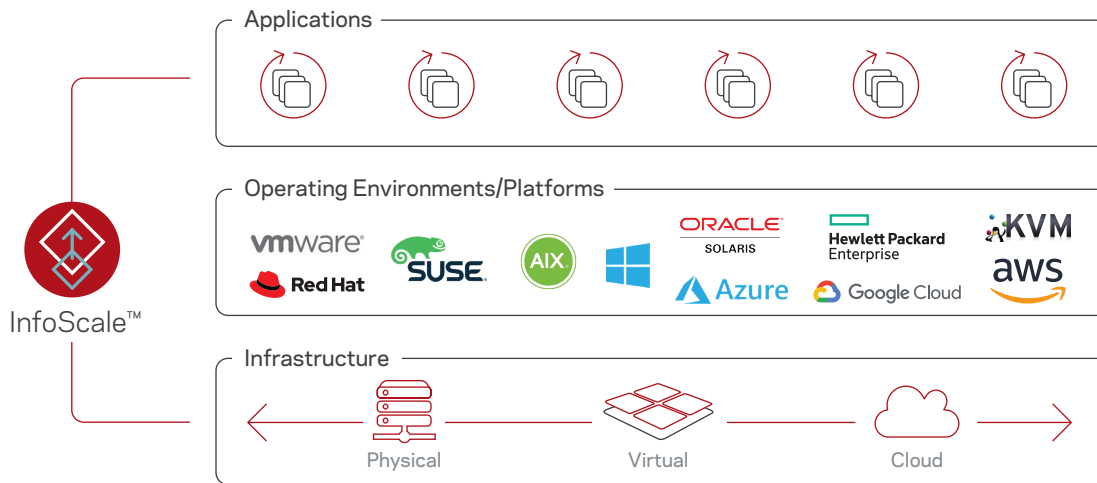 Applications
InfoScale™
Operating Environments/Platforms
vmware®
Red Hat
SUSE®
AIX™
ORACLE®
SOLARIS
Azure
Hewlett Packard
Enterprise
Google Cloud
KVM
aws
Infrastructure
Physical
Virtual
Cloud